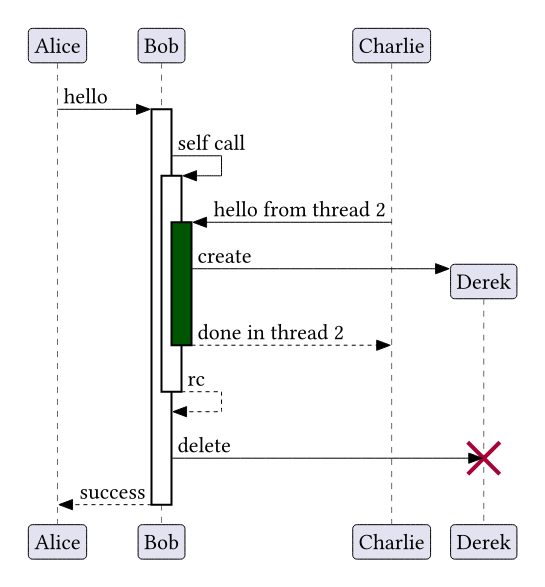 Alice Bob Charlie
hello
self call
hello from thread 2
create
Derek
done in thread 2
rc
delete
success
Alice Bob Charlie Derek